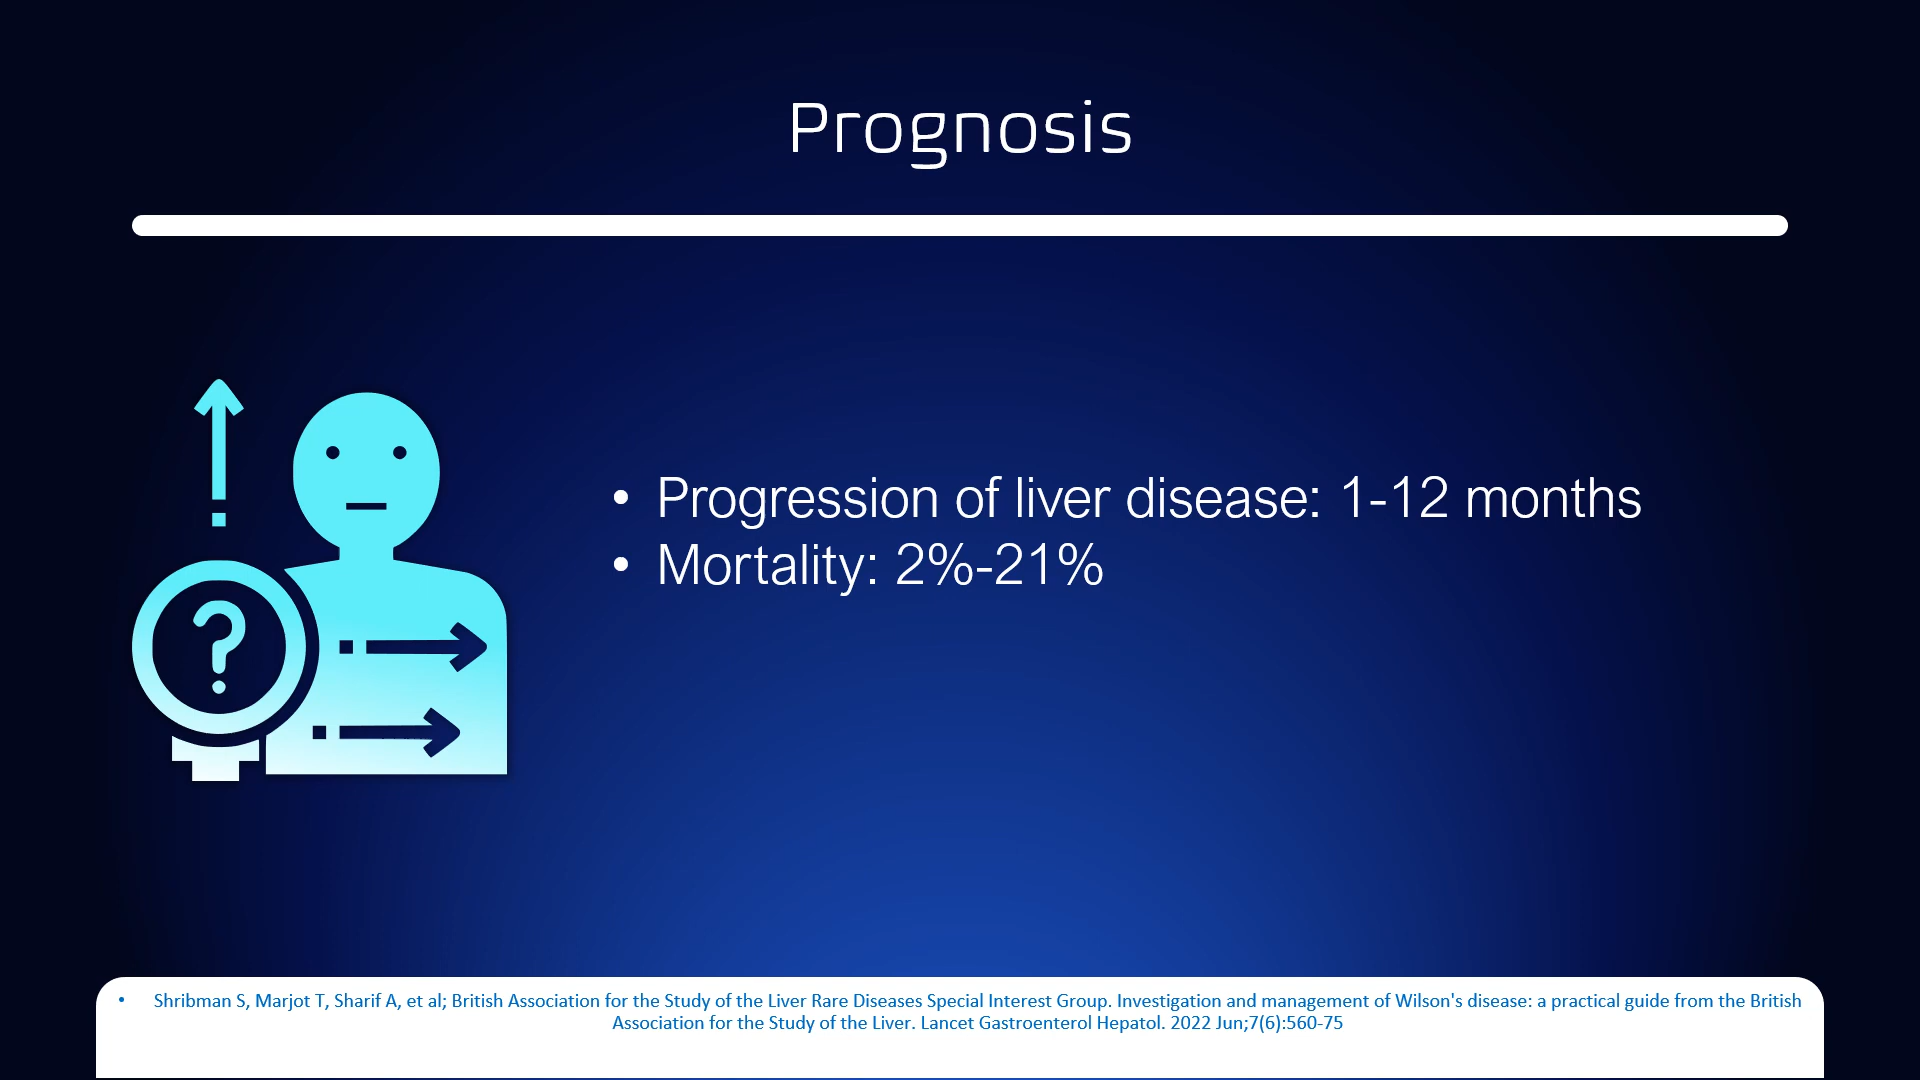 Prognosis
?
• Progression of liver disease: 1-12 months
• Mortality: 2%-21%
• Shribman S, Marjot T, Sharif A, et al; British Association for the Study of the Liver Rare Diseases Special Interest Group. Investigation and management of Wilson's disease: a practical guide from the British
Association for the Study of the Liver. Lancet Gastroenterol Hepatol. 2022 Jun;7(6):560-75